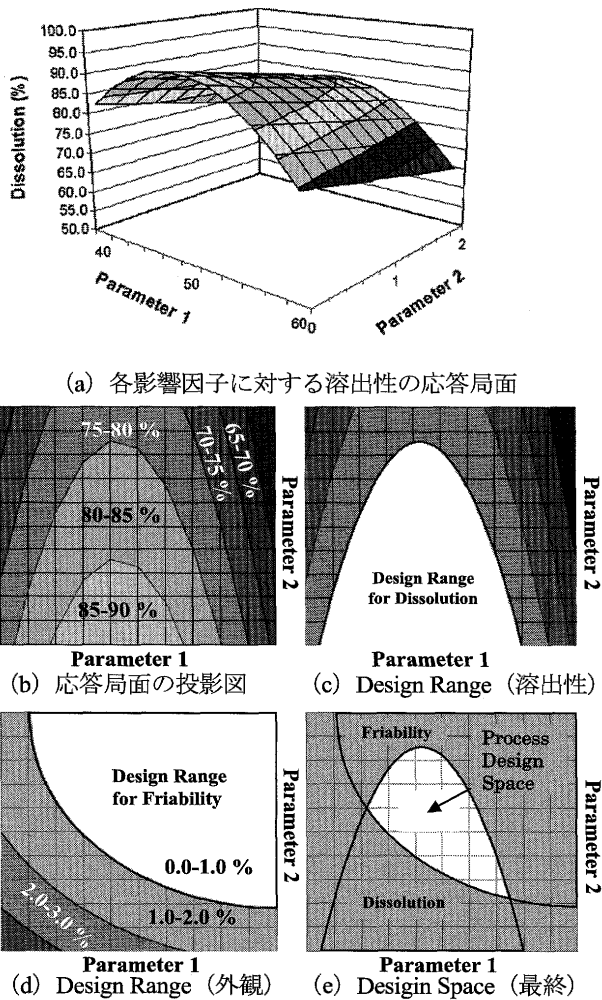 100.0
95.0
90.0
85.0
80.0
75.0
70.0
65.0
60.0
55.0
50.0
Dissolution (%)
40
50
60
Parameter 1
0
1
2
Parameter 2
(a) 各影響因子に対する溶出性の応答局面
75-80 %
70-75 %
65-70 %
80-85 %
85-90 %
Parameter 2
Parameter 1
(b) 応答局面の投影図
Design Range
for Dissolution
Parameter 2
Parameter 1
(c) Design Range (溶出性)
Design Range
for Friability
0.0-1.0 %
1.0-2.0 %
2.0-3.0 %
Parameter 2
Parameter 1
(d) Design Range (外観)
Friability
Process
Design
Space
Dissolution
Parameter 2
Parameter 1
(e) Desigin Space (最終)